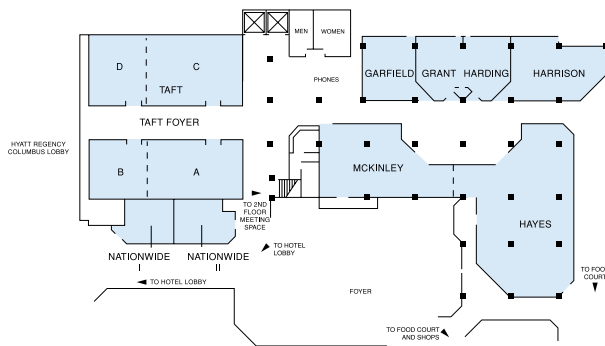 MEN
WOMEN
D
C
TAFT
PHONES
GARFIELD
GRANT
HARDING
HARRISON
TAFT FOYER
HYATT REGENCY
COLUMBUS LOBBY
B
A
MCKINLEY
TO 2ND
FLOOR
MEETING
SPACE
HAYES
TO HOTEL
LOBBY
NATIONWIDE
I
NATIONWIDE
II
TO FOOD
COURT
TO HOTEL LOBBY
FOYER
TO FOOD COURT
AND SHOPS